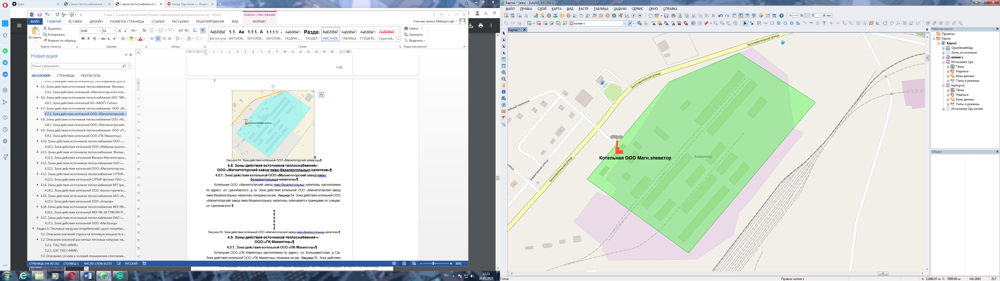 Дзен
Схема теплоснабжения 20
Схема теплоснабжения 20
Улица Горняков — Яндекс
Глава 1. Существ. положение [Режим ограниченной функциональности] - Word
РАБОТА С РИСУНКАМИ
ФАЙЛ ГЛАВНАЯ ВСТАВКА ДИЗАЙН РАЗМЕТКА СТРАНИЦЫ ССЫЛКИ РАССЫЛКИ РЕЦЕНЗИРОВАНИЕ ВИД ФОРМАТ
Учетная запись Майкрософт
Вставить
Вырезать
Копировать
Формат по образцу
Буфер обмена
Arial 11
Шрифт
Абзац
АаБбВвГ 1.1. Аа 1.1.1. А 1.1.1.1. АаБбВвГг Раздел АаБбВвГ АаБбВвГг АаБбВвГг АаБбВвГ
Без отступа ЗАГОЛОВ... ЗАГОЛОВ... ЗАГОЛОВ... ПОДРИС... РАЗДЕЛ РИСУНОК ТАБЛИЦА ¶ ПОДПИ... Скрытый...
Стили
Найти
Заменить
Выделить
Редактирование
Навигация
Поиск в документе
ЗАГОЛОВКИ СТРАНИЦЫ РЕЗУЛЬТАТЫ
4.4.2. Зона действия котельной ул. Лесопарковая, д.93/9
4.5. Зоны действия источников теплоснабжения Филиал...
4.5.1. Зона действия котельной «Магнитогорского пси...
4.6. Зоны действия источников теплоснабжения ЗАО "МК...
4.6.1. Зона действия котельной АО «МКХП-Ситно»
4.7. Зоны действия источников теплоснабжения ООО «М...
4.7.1. Зона действия котельной ООО «Магнитогорский...
4.8. Зоны действия источников теплоснабжения ООО «М...
4.8.1. Зона действия котельной ООО «Магнитогорский...
4.9. Зоны действия источников теплоснабжения ООО «П...
4.9.1. Зона действия котельной ООО «ПК Макинтош»
4.10. Зоны действия источников теплоснабжения ООО «...
4.10.1. Зона действия котельной ООО «Фабрика кухонн...
4.11. Зоны действия источников теплоснабжения Филиа...
4.11.1. Зона действия котельной Филиал Магнитогорск...
4.12. Зоны действия источников теплоснабжения ОАО «...
4.12.1. Зона действия котельной ООО «Магнитогорски...
4.13. Зоны действия источников теплоснабжения СУПНР...
4.13.1. Зона действия котельной СУПНР филиал ПАО «...
4.14. Зоны действия источников теплоснабжения МП тре...
4.14.1. Зона действия котельной ООО «Банно-прачечн...
4.15. Зоны действия источников теплоснабжения ЗАО «А...
4.15.1. Зона действия котельной ООО «Алькор»
4.16. Зоны действия источников теплоснабжения ФКУ ИК...
4.16.1. Зона действия котельной ФКУ ИК-18 ГУФСИН Р...
4.17. Зоны действия источников теплоснабжения ОАО «...
4.17.1. Зона действия котельной ООО «МагХолод»
Раздел 5. Тепловые нагрузки потребителей, групп потребит...
5.1. Описание значений спроса на тепловую мощность в...
5.2. Описание значений расчетных тепловых нагрузок на...
5.2.1. ТЭЦ ПАО «ММК»
5.2.2. ЦЭС ПАО «ММК»
5.3. Описание случаев и условий применения отопления...
143¶
Котельная ООО Магн.элеватор
Рисунок 54. Зона действия котельной ООО «Магнитогорский элеватор»¶
4.8. Зоны действия источников теплоснабжения
ООО «Магнитогорский завод пиво-безалкогольных напитков»¶
4.8.1. Зона действия котельной ООО «Магнитогорский завод пиво-
безалкогольных напитков»¶
Котельная ООО «Магнитогорский завод пиво-безалкогольных напитков» расположена
по адресу: ул. Циолковского, д.1а. Зона действия котельной ООО «Магнитогорский завод
пиво-безалкогольных напитков» показана на рис. Рисунок 54. Зона действия котельной ООО
«Магнитогорский завод пиво-безалкогольных напитков» описывается границами по улицам:
ул. Циолковского.¶
Рисунок 55. Зона действия котельной ООО «Магнитогорский завод пиво-безалкогольных напитков»¶
4.9. Зоны действия источников теплоснабжения
ООО «ПК Макинтош»¶
4.9.1. Зона действия котельной ООО «ПК Макинтош»¶
Котельная ООО «ПК Макинтош» расположена по адресу: ул. Большевистская, д.13а.
Зона действия котельной ООО «ПК Макинтош» показана на рис. Рисунок 55. Зона действия
СТРАНИЦА 144 ИЗ 252 СТОЛБЕЦ: 1 ЧИСЛО СЛОВ: 61723 РУССКИЙ 80%
RU
13:33
26.01.2023
Карта1 * (alex) - ZuluGIS 8.0 (2021)
ФАЙЛ ПРАВКА СЛОЙ КАРТА ВИД РАСТР ТАБЛИЦА ЗАДАЧИ СЕРВИС ОКНО СПРАВКА
копия з
Карта1 *
Заготовительная улица
Заготовительная улица
Заготовительная улица
Элеваторная улица
Котельная ООО Магн.элеватор
Элеватор
10
10
17
23/2
Рабочее место
Проекты
Карты
Карта1
OpenStreetMap
Зоны источников
копия з
Источники 2gis
Темы
Надписи
Базы данных
Типы и режимы
teplogvs2
Темы
Надписи
Базы данных
Типы и режимы
Источники 2gis копия
Объект
Готов
Правка: копия з
X: 11886.07 м Y: 7999.90 м M1:2692 Z17